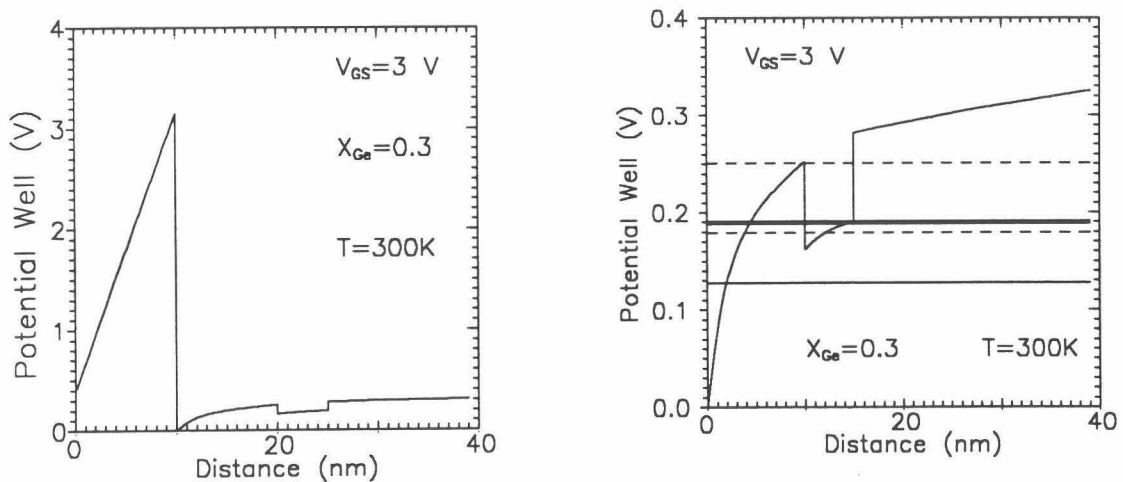 4
3
2
1
0
0
20
40
Potential Well (V)
Distance (nm)
V_GS=3 V
X_Ge=0.3
T=300K
0.4
0.3
0.2
0.1
0.0
0
20
40
Potential Well (V)
Distance (nm)
V_GS=3 V
X_Ge=0.3 T=300K